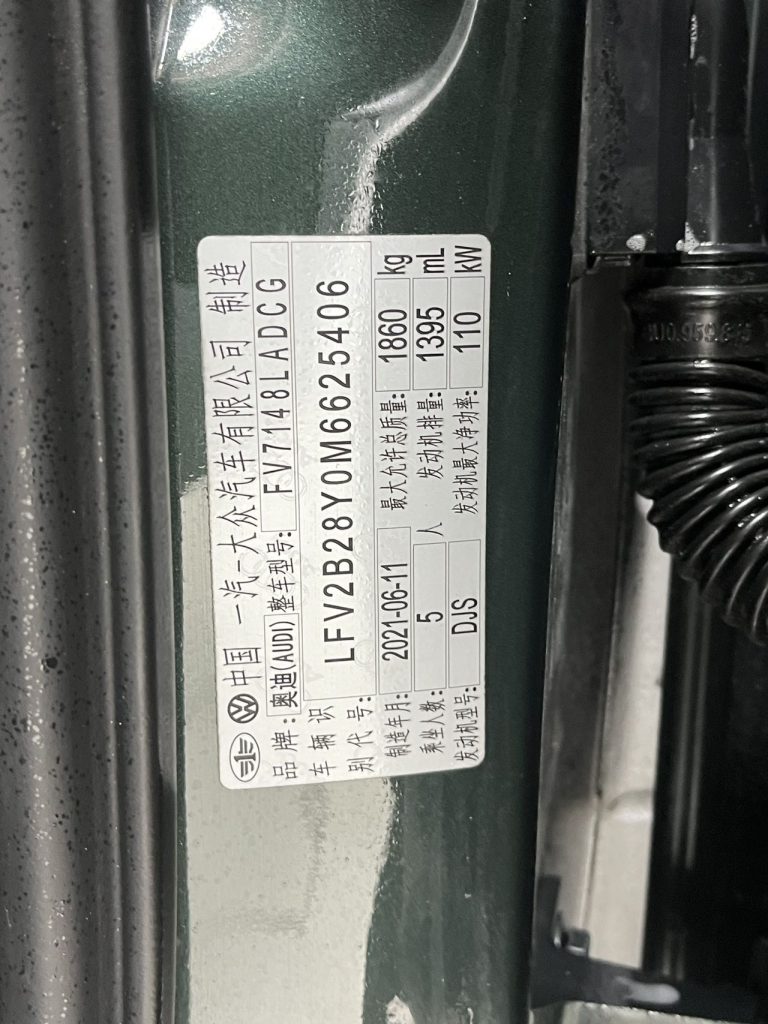 中国 一汽-大众汽车有限公司 制造
品牌:奥迪(AUDI) 整车型号: FV7148LADCG
车辆识
别代号: LFV2B28Y0M6625406
制造年月: 2021-06-11 最大允许总质量: 1860 kg
乘坐人数: 5 人 发动机排量: 1395 mL
发动机型号: DJS 发动机最大净功率: 110 kW